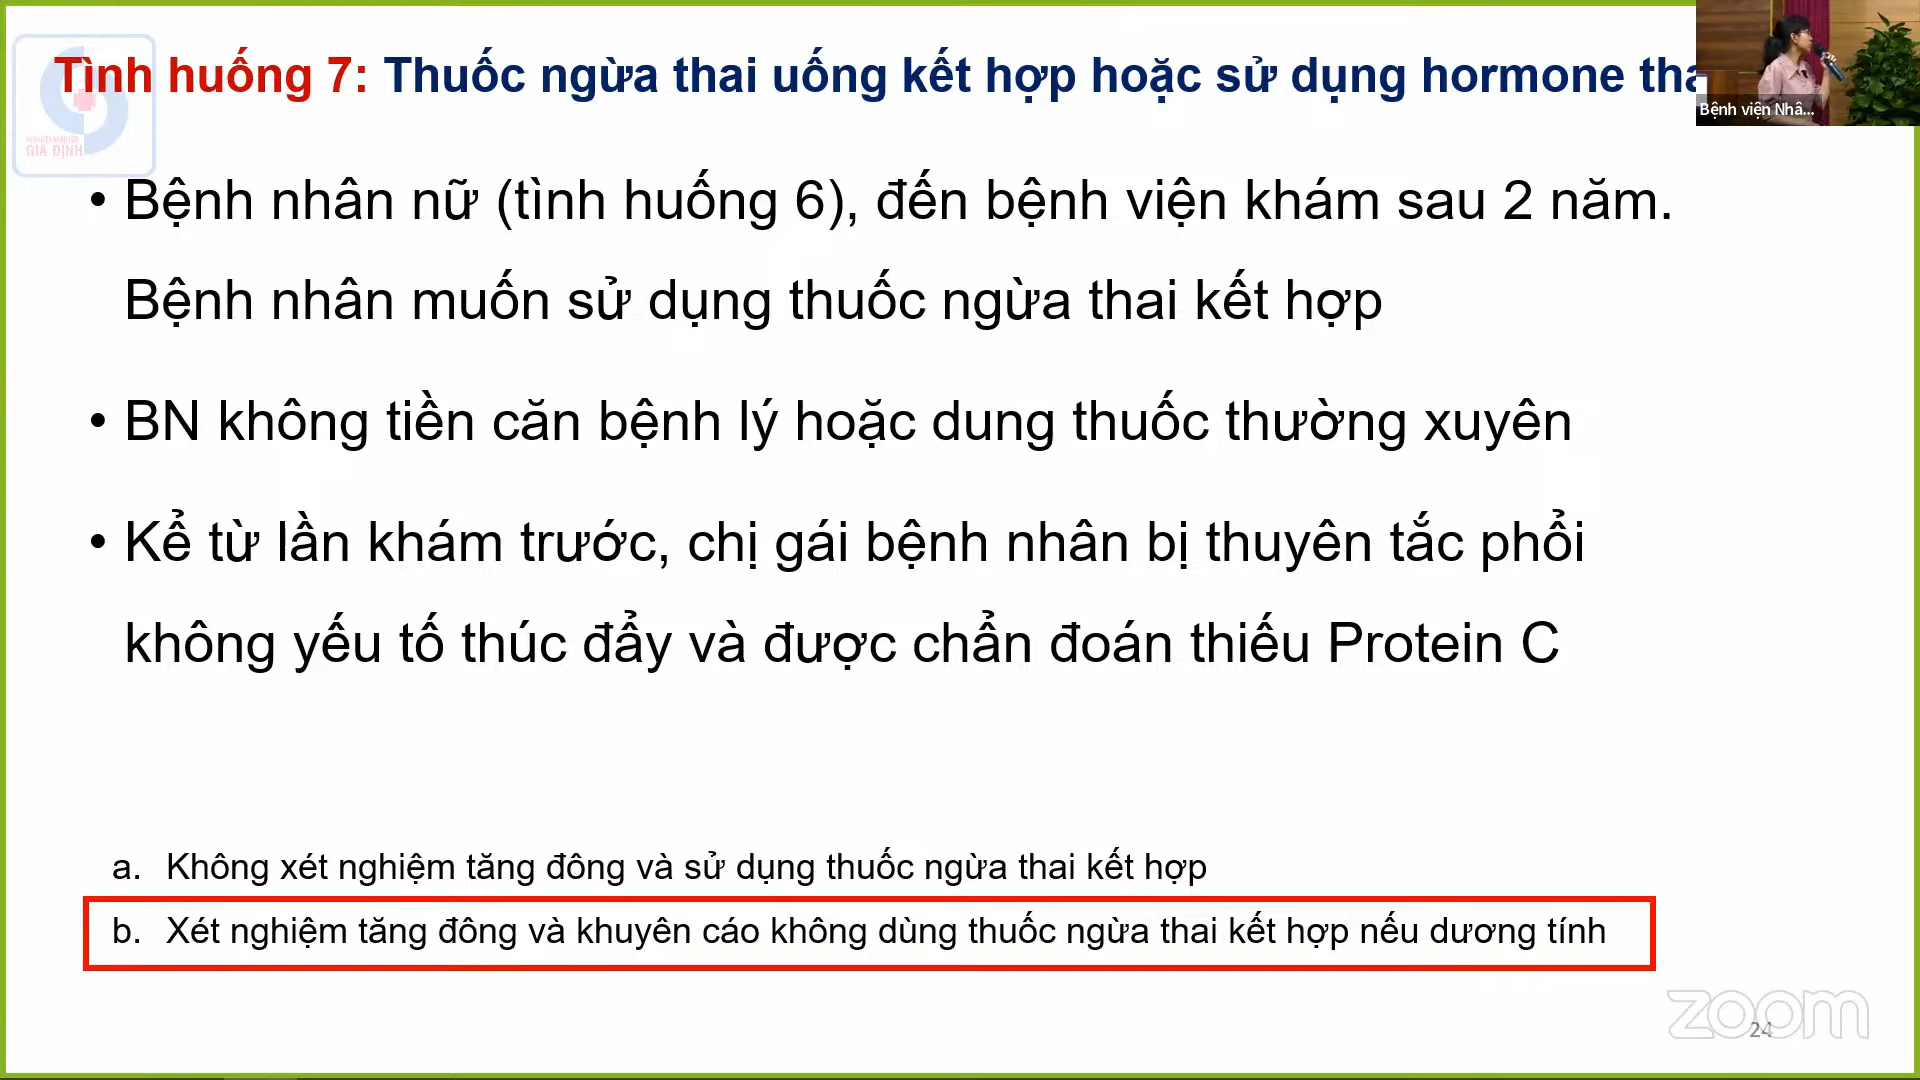 Tình huống 7: Thuốc ngừa thai uống kết hợp hoặc sử dụng hormone tha
Bệnh viện Nhâ...
GIA ĐỊNH
• Bệnh nhân nữ (tình huống 6), đến bệnh viện khám sau 2 năm.
Bệnh nhân muốn sử dụng thuốc ngừa thai kết hợp
• BN không tiền căn bệnh lý hoặc dung thuốc thường xuyên
• Kể từ lần khám trước, chị gái bệnh nhân bị thuyên tắc phổi
không yếu tố thúc đẩy và được chẩn đoán thiếu Protein C
a. Không xét nghiệm tăng đông và sử dụng thuốc ngừa thai kết hợp
b. Xét nghiệm tăng đông và khuyên cáo không dùng thuốc ngừa thai kết hợp nếu dương tính
zoom
24